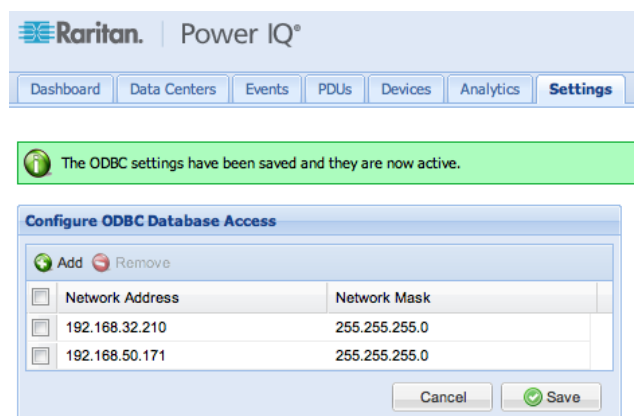 Raritan. Power IQ®
Dashboard Data Centers Events PDUs Devices Analytics Settings
The ODBC settings have been saved and they are now active.
Configure ODBC Database Access
Add Remove
Network Address Network Mask
192.168.32.210 255.255.255.0
192.168.50.171 255.255.255.0
Cancel Save